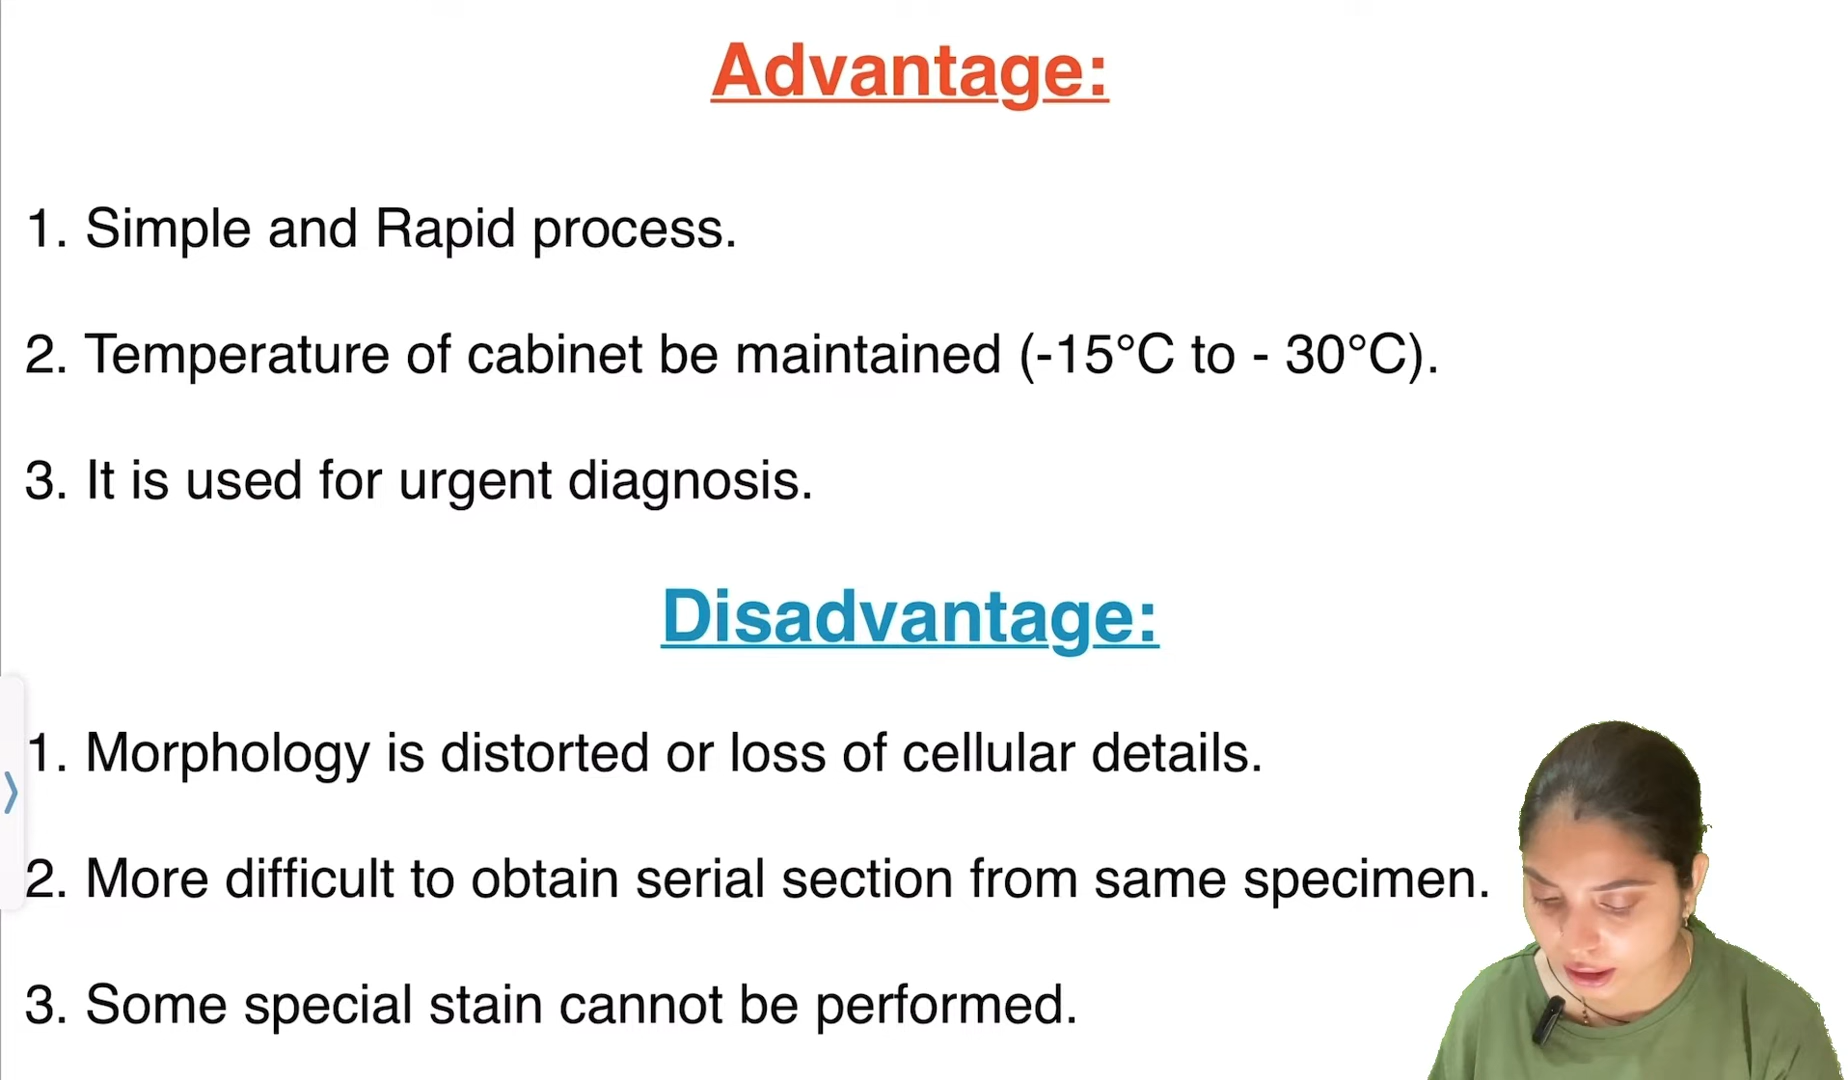 Advantage:
1. Simple and Rapid process.
2. Temperature of cabinet be maintained (-15°C to - 30°C).
3. It is used for urgent diagnosis.
Disadvantage:
1. Morphology is distorted or loss of cellular details.
2. More difficult to obtain serial section from same specimen.
3. Some special stain cannot be performed.